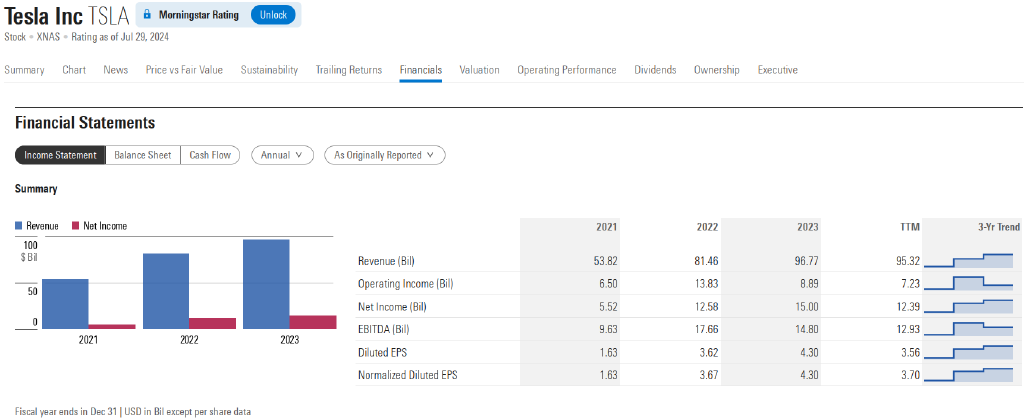 Tesla Inc TSLA Morningstar Rating Unlock
Stock • XNAS • Rating as of Jul 29, 2024
Summary Chart News Price vs Fair Value Sustainability Trailing Returns Financials Valuation Operating Performance Dividends Ownership Executive
Financial Statements
Income Statement Balance Sheet Cash Flow Annual As Originally Reported
Summary
Revenue Net Income
100
$ Bil
50
0
2021 2022 2023
2021 2022 2023 TTM 3-Yr Trend
Revenue (Bil) 53.82 81.46 96.77 95.32
Operating Income (Bil) 6.50 13.83 8.89 7.23
Net Income (Bil) 5.52 12.58 15.00 12.39
EBITDA (Bil) 9.63 17.66 14.80 12.93
Diluted EPS 1.63 3.62 4.30 3.56
Normalized Diluted EPS 1.63 3.67 4.30 3.70
Fiscal year ends in Dec 31 | USD in Bil except per share data